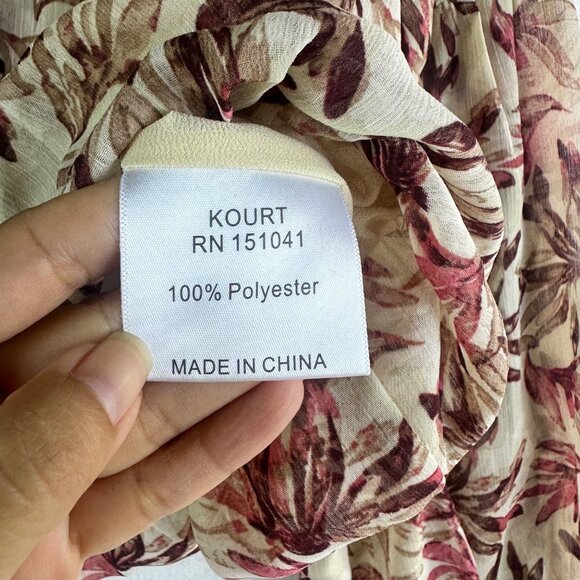 KOURT
RN 151041
100% Polyester
MADE IN CHINA